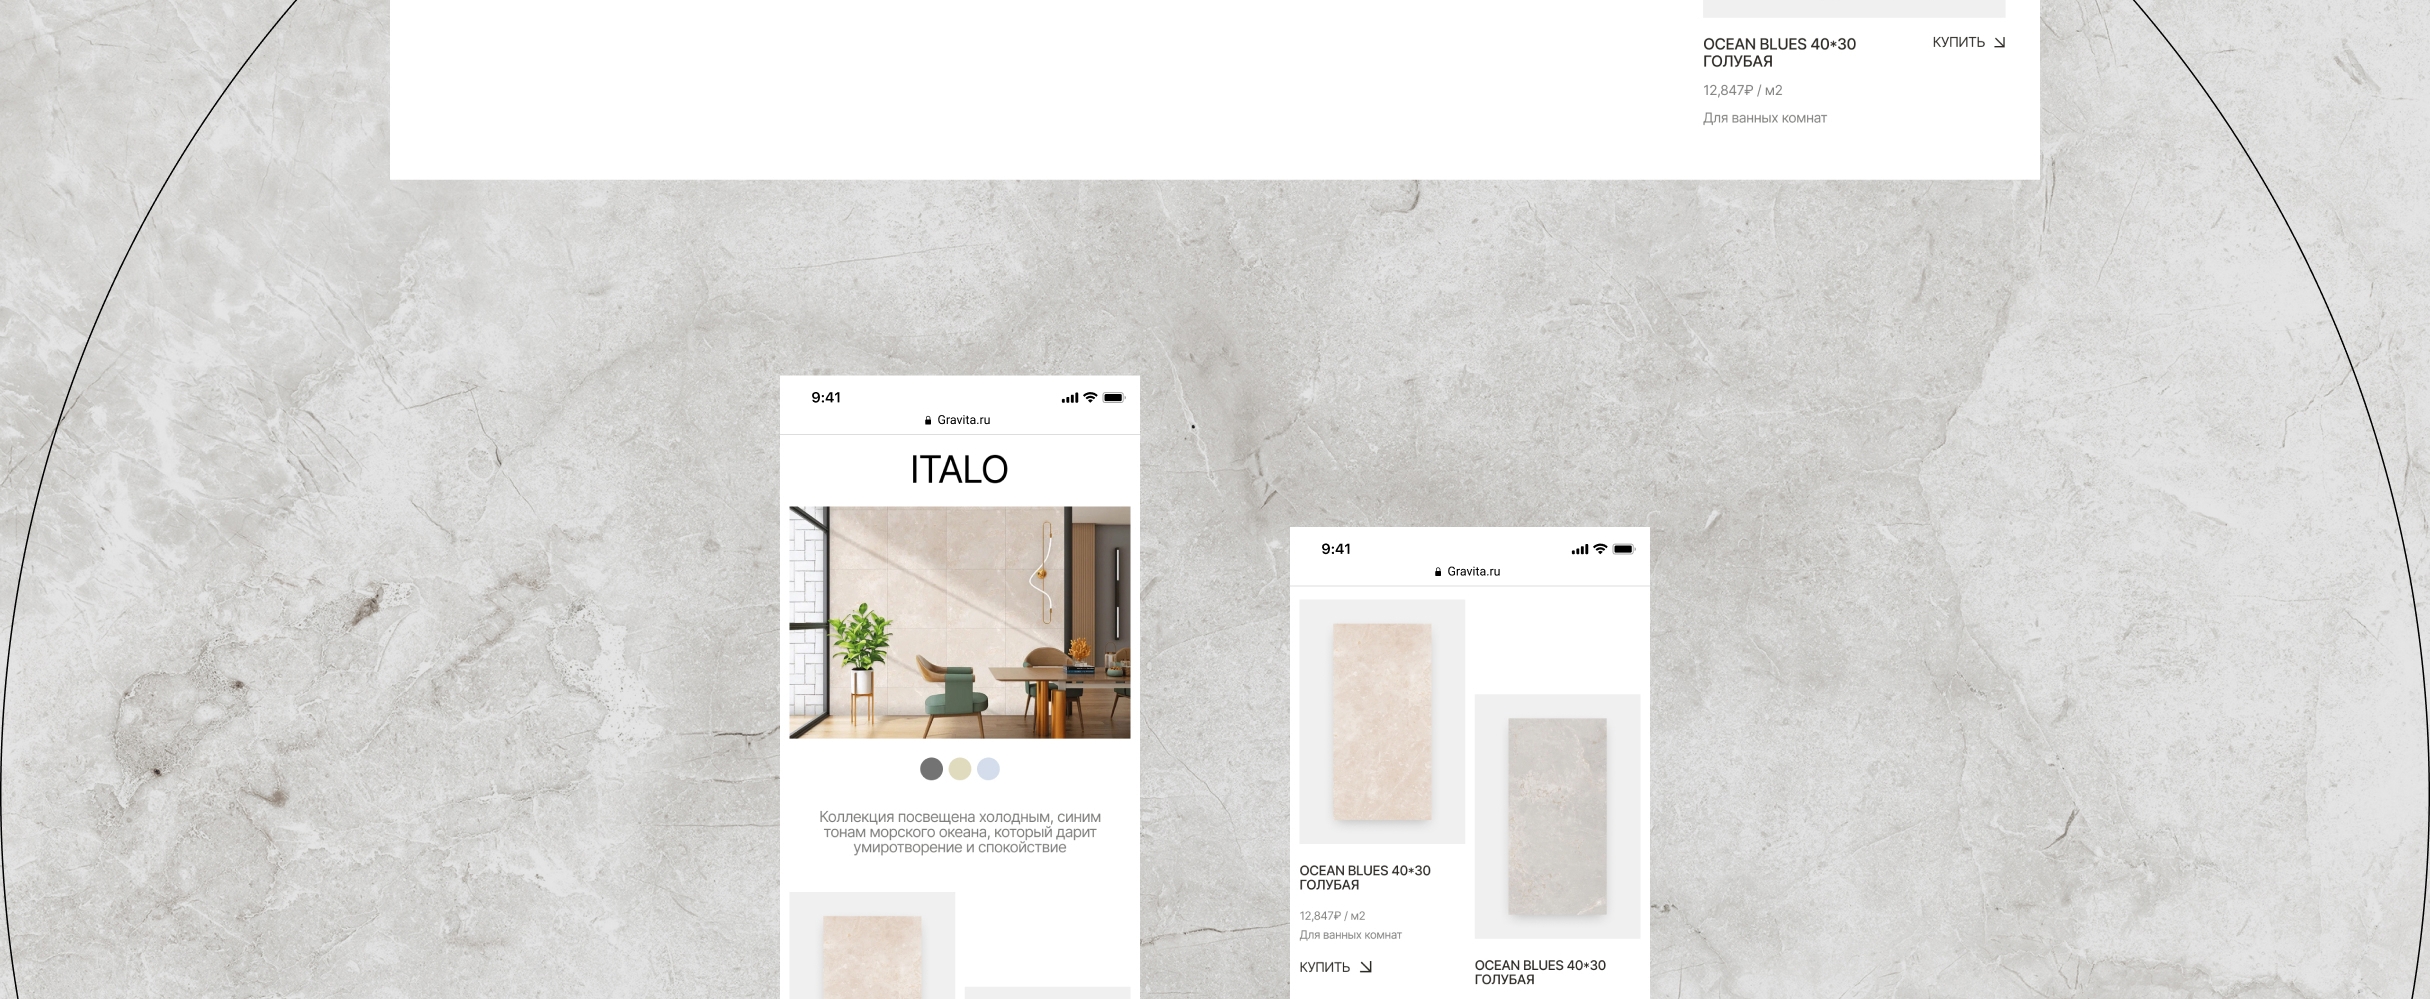 OCEAN BLUES 40*30
ГОЛУБАЯ
КУПИТЬ
12,847₽ / м2
Для ванных комнат
9:41
Gravita.ru
ITALO
Коллекция посвещена холодным, синим
тонам морского океана, который дарит
умиротворение и спокойствие
9:41
Gravita.ru
OCEAN BLUES 40*30
ГОЛУБАЯ
12,847₽ / м2
Для ванных комнат
КУПИТЬ
OCEAN BLUES 40*30
ГОЛУБАЯ